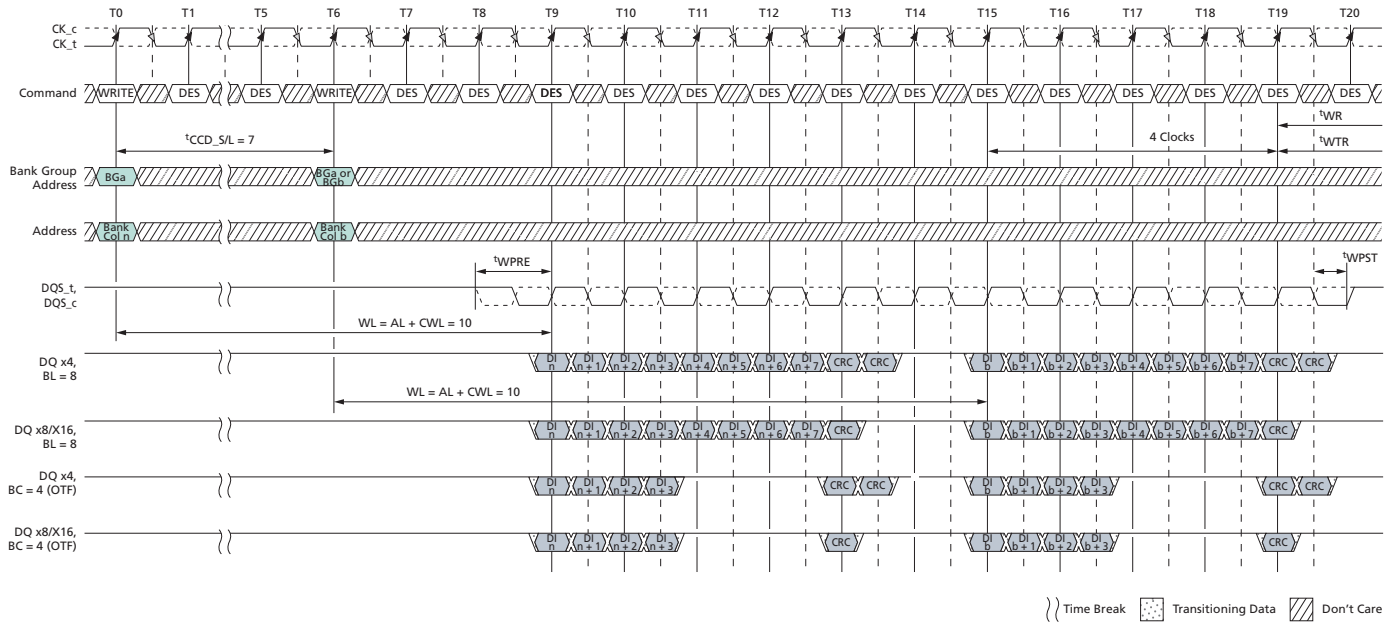 T0 T1 T5 T6 T7 T8 T9 T10 T11 T12 T13 T14 T15 T16 T17 T18 T19 T20
CK_c
CK_t
Command WRITE DES DES WRITE DES DES DES DES DES DES DES DES DES DES DES DES DES DES
tWR
tCCD_S/L = 7
4 Clocks
tWTR
Bank Group
Address
BGa
BGa or
BGb
Address
Bank
Col n
Bank
Col b
tWPRE
tWPST
DQS_t,
DQS_c
WL = AL + CWL = 10
DQ x4,
BL = 8
DI DI DI DI DI DI DI DI CRC CRC DI DI DI DI DI DI DI DI CRC CRC
n n + 1 n + 2 n + 3 n + 4 n + 5 n + 6 n + 7 b b + 1 b + 2 b + 3 b + 4 b + 5 b + 6 b + 7
WL = AL + CWL = 10
DQ x8/X16,
BL = 8
DI DI DI DI DI DI DI DI CRC DI DI DI DI DI DI DI DI CRC
n n + 1 n + 2 n + 3 n + 4 n + 5 n + 6 n + 7 b b + 1 b + 2 b + 3 b + 4 b + 5 b + 6 b + 7
DQ x4,
BC = 4 (OTF)
DI DI DI DI CRC CRC DI DI DI DI CRC CRC
n n + 1 n + 2 n + 3 b b + 1 b + 2 b + 3
DQ x8/X16,
BC = 4 (OTF)
DI DI DI DI CRC DI DI DI DI CRC
n n + 1 n + 2 n + 3 b b + 1 b + 2 b + 3
Time Break Transitioning Data Don't Care